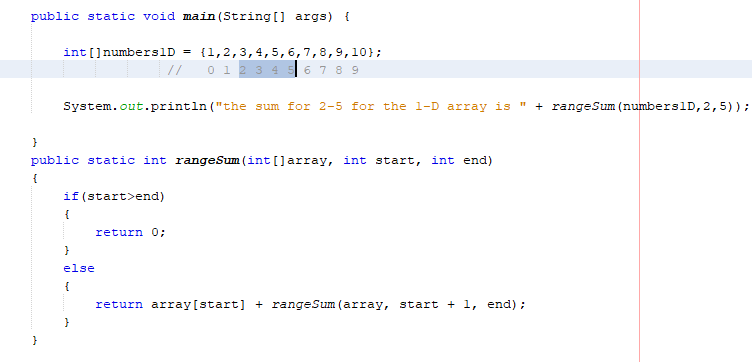 public static void main(String[] args) {
int[]numbers1D = {1,2,3,4,5,6,7,8,9,10};
// 0 1 2 3 4 5 6 7 8 9
System.out.println("the sum for 2-5 for the 1-D array is " + rangeSum(numbers1D,2,5));
}
public static int rangeSum(int[]array, int start, int end)
{
if(start>end)
{
return 0;
}
else
{
return array[start] + rangeSum(array, start + 1, end);
}
}